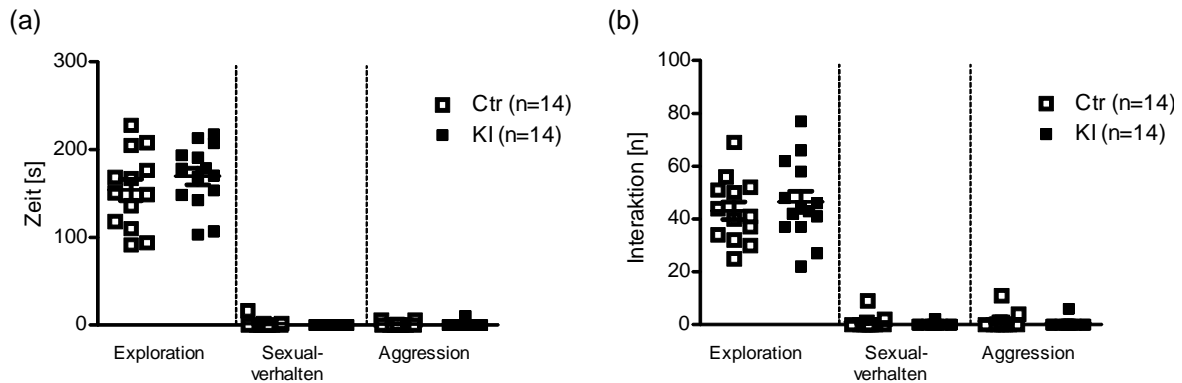 (a)
300
200
100
0
Zeit [s]
Ctr (n=14)
KI (n=14)
Exploration
Sexual-
verhalten
Aggression
(b)
100
80
60
40
20
0
Interaktion [n]
Ctr (n=14)
KI (n=14)
Exploration
Sexual-
verhalten
Aggression